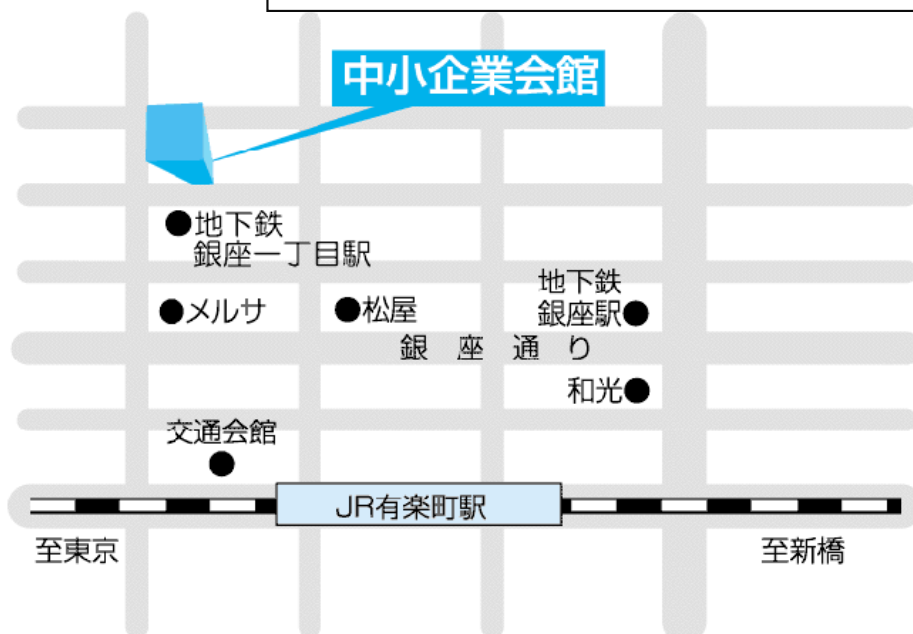 中小企業会館
地下鉄
銀座一丁目駅
地下鉄
銀座駅
メルサ
松屋
銀座通り
和光
交通会館
JR有楽町駅
至東京
至新橋